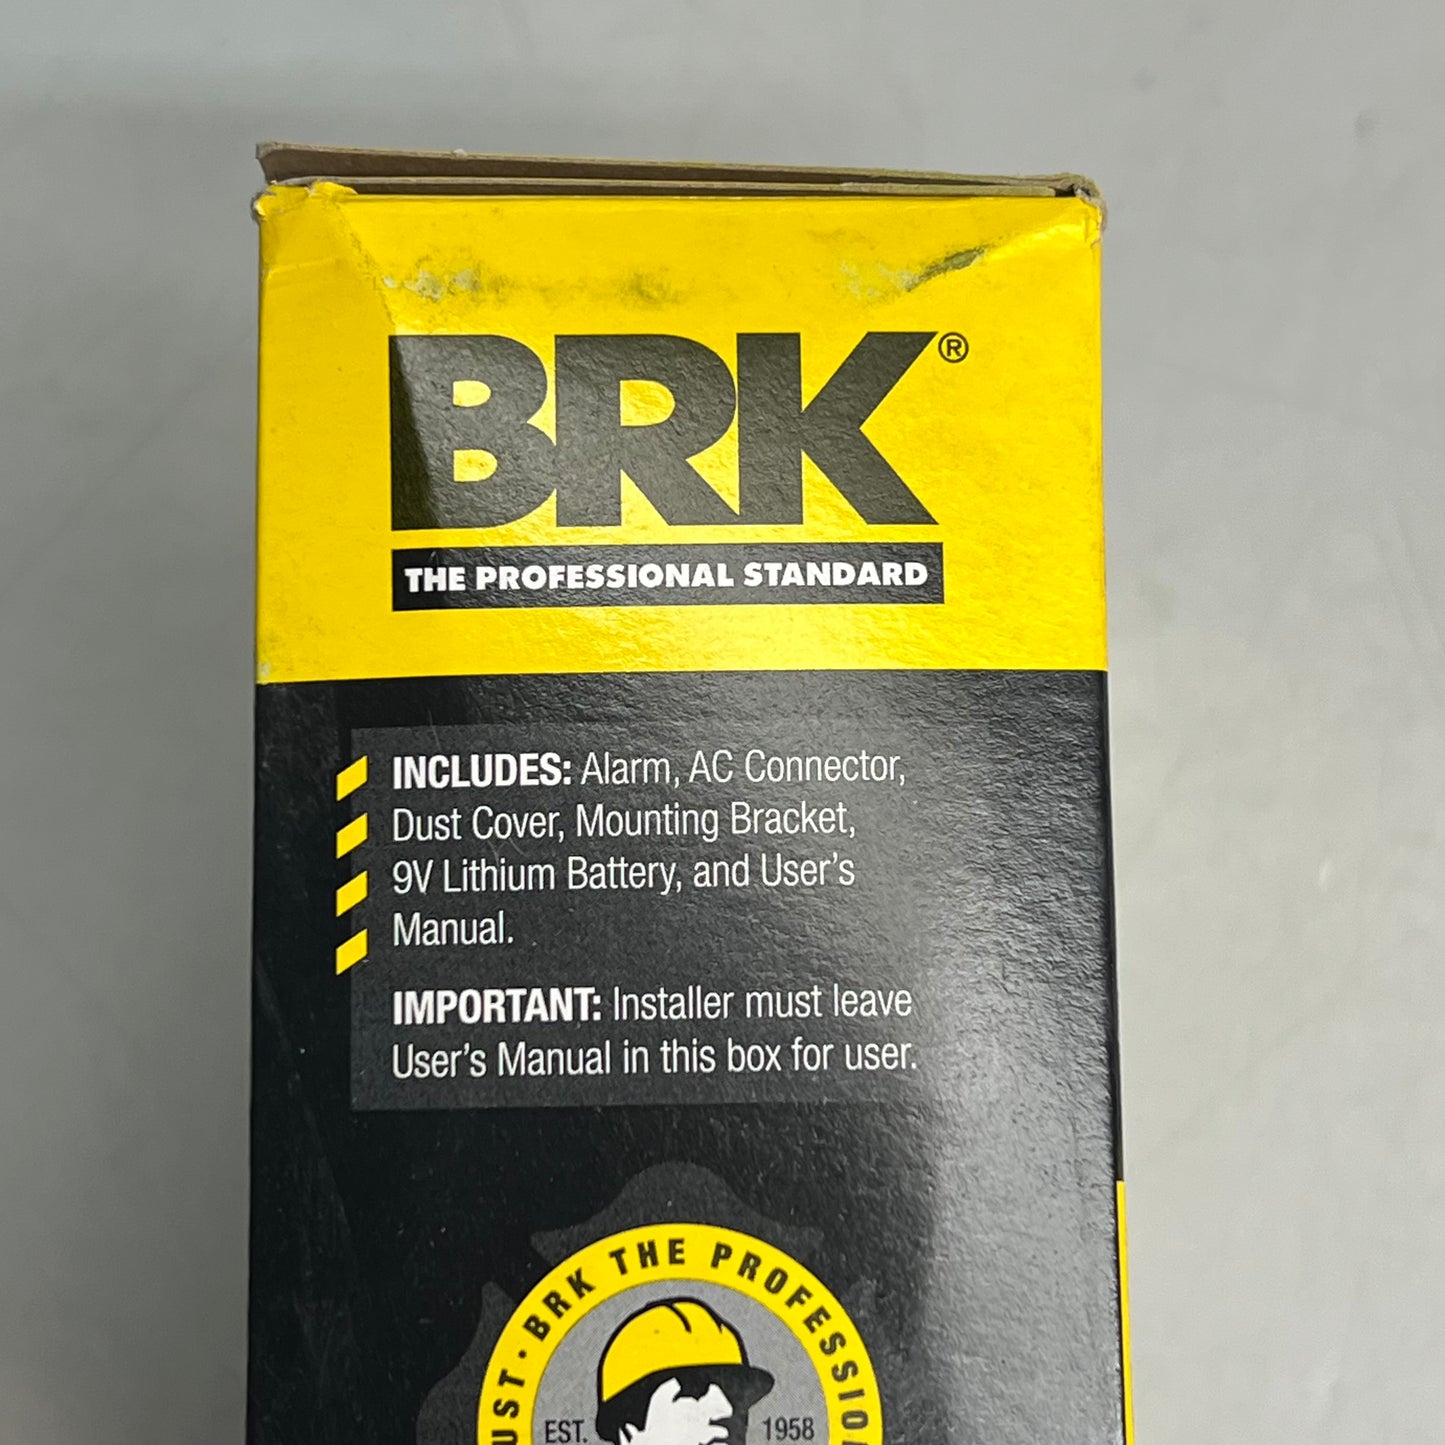 BRK®
THE PROFESSIONAL STANDARD
INCLUDES: Alarm, AC Connector,
Dust Cover, Mounting Bracket,
9V Lithium Battery, and User's
Manual.
IMPORTANT: Installer must leave
User's Manual in this box for user.
· BRK THE
EST. 1958